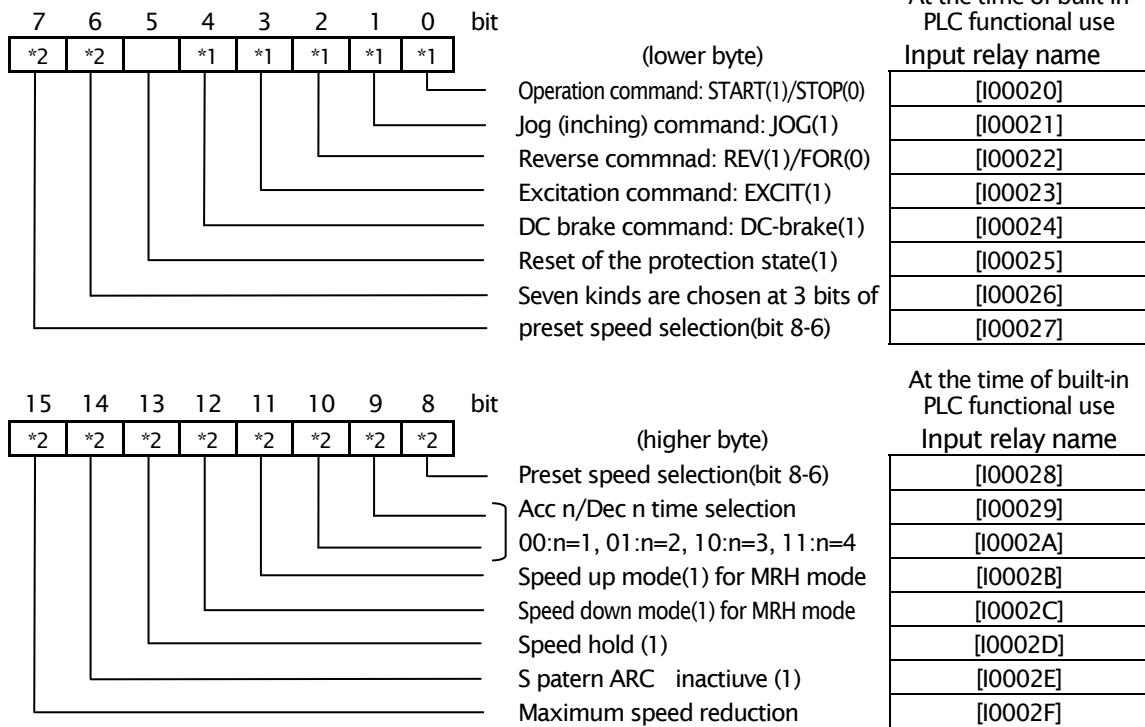 At the time of built-in
7 6 5 4 3 2 1 0 bit PLC functional use
*2 *2 *1 *1 *1 *1 *1 (lower byte) Input relay name
Operation command: START(1)/STOP(0) [I00020]
Jog (inching) command: JOG(1) [I00021]
Reverse commnad: REV(1)/FOR(0) [I00022]
Excitation command: EXCIT(1) [I00023]
DC brake command: DC-brake(1) [I00024]
Reset of the protection state(1) [I00025]
Seven kinds are chosen at 3 bits of [I00026]
preset speed selection(bit 8-6) [I00027]
At the time of built-in
15 14 13 12 11 10 9 8 bit PLC functional use
*2 *2 *2 *2 *2 *2 *2 *2 (higher byte) Input relay name
Preset speed selection(bit 8-6) [I00028]
Acc n/Dec n time selection [I00029]
00:n=1, 01:n=2, 10:n=3, 11:n=4 [I0002A]
Speed up mode(1) for MRH mode [I0002B]
Speed down mode(1) for MRH mode [I0002C]
Speed hold (1) [I0002D]
S patern ARC inactiuve (1) [I0002E]
Maximum speed reduction [I0002F]